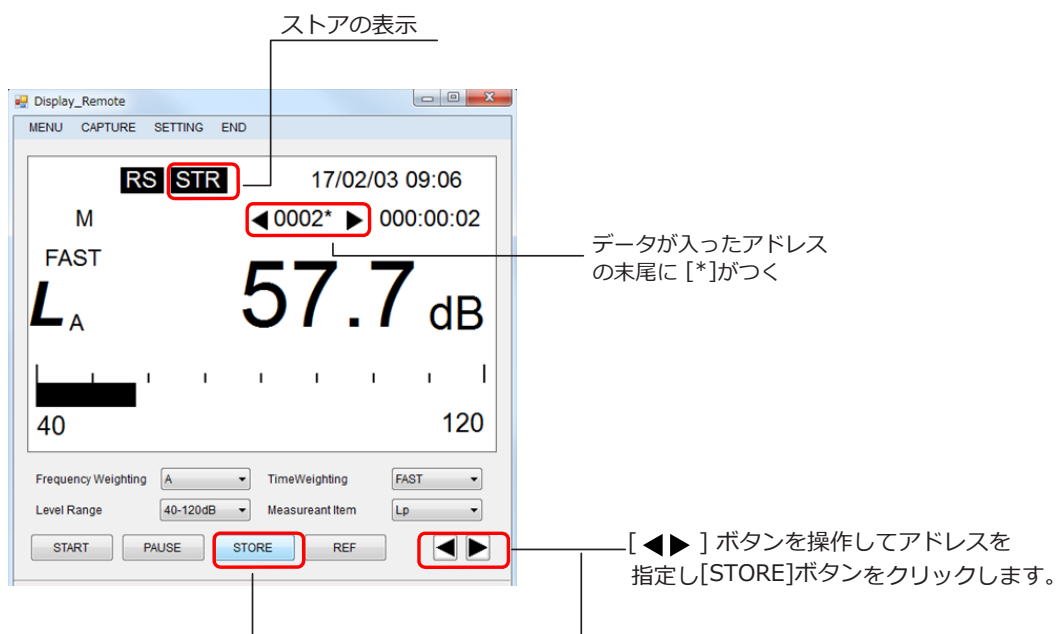 ストアの表示
Display_Remote
MENU CAPTURE SETTING END
RS STR 17/02/03 09:06
M ◀0002* ▶ 000:00:02
FAST
LA 57.7 dB
40 120
データが入ったアドレス
の末尾に [*]がつく
Frequency Weighting A TimeWeighting FAST
Level Range 40-120dB Measureant Item Lp
START PAUSE STORE REF ◀ ▶
[ ◀▶ ] ボタンを操作してアドレスを
指定し[STORE]ボタンをクリックします。